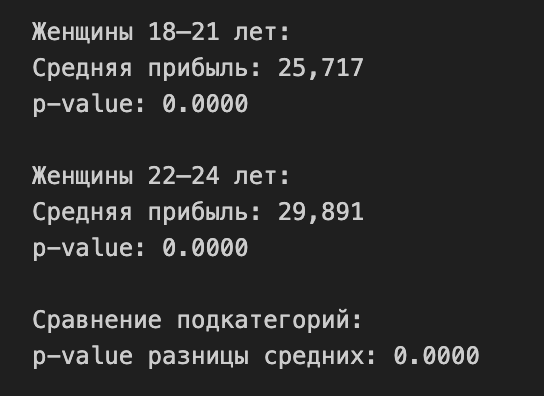 Женщины 18–21 лет:
Средняя прибыль: 25,717
p-value: 0.0000
Женщины 22–24 лет:
Средняя прибыль: 29,891
p-value: 0.0000
Сравнение подкатегорий:
p-value разницы средних: 0.0000